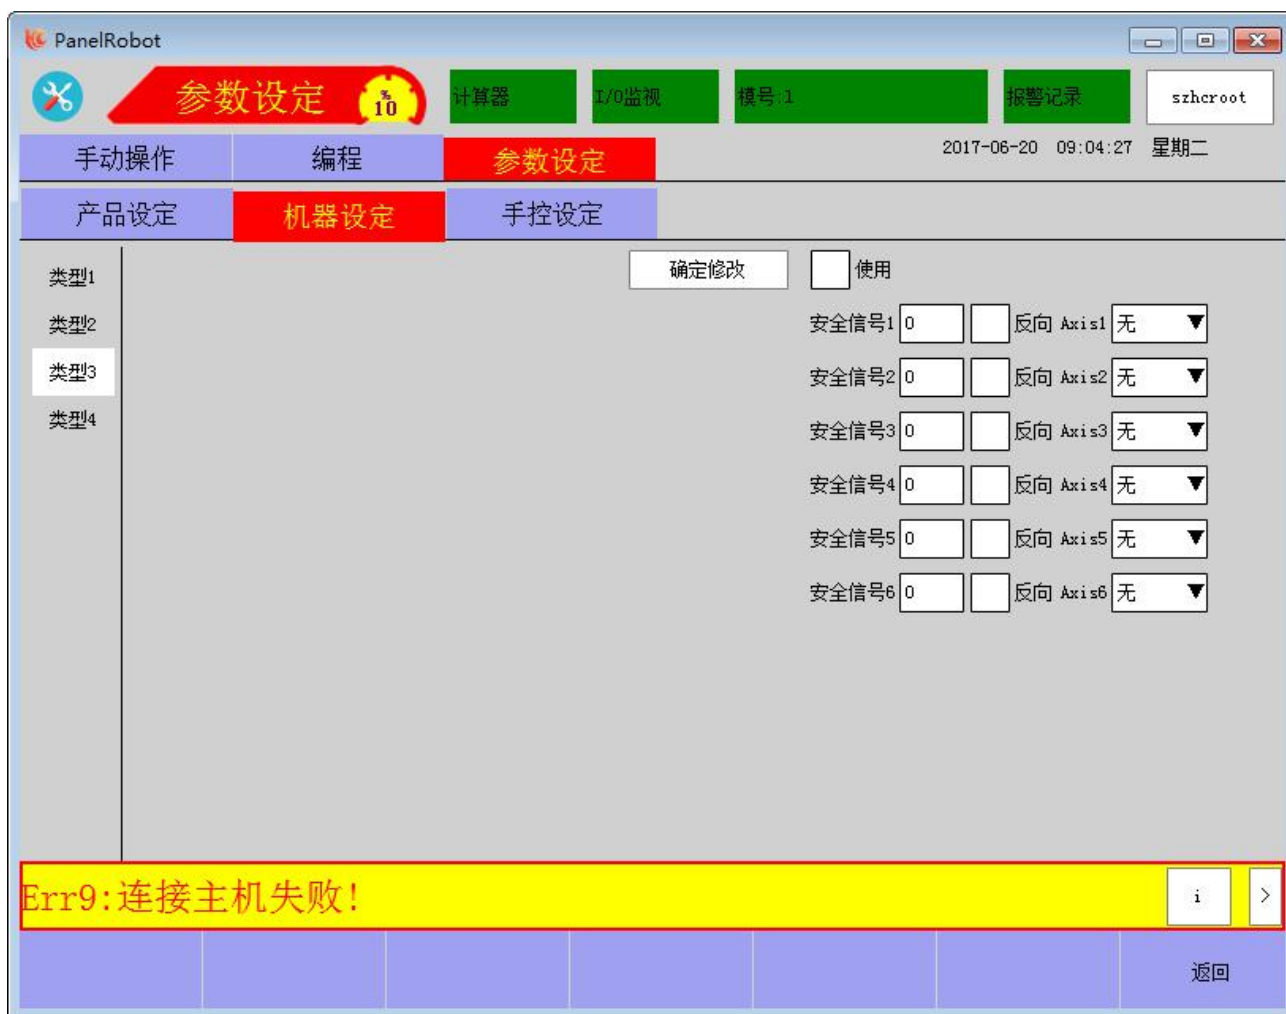 PanelRobot
参数设定 % 10 计算器 I/O监视 模号:1 报警记录 szhcroot
手动操作 编程 参数设定 2017-06-20 09:04:27 星期二
产品设定 机器设定 手控设定
类型1
类型2
类型3
类型4
确定修改 使用
安全信号1 0 反向 Axis1 无
安全信号2 0 反向 Axis2 无
安全信号3 0 反向 Axis3 无
安全信号4 0 反向 Axis4 无
安全信号5 0 反向 Axis5 无
安全信号6 0 反向 Axis6 无
Err9:连接主机失败! i >
返回